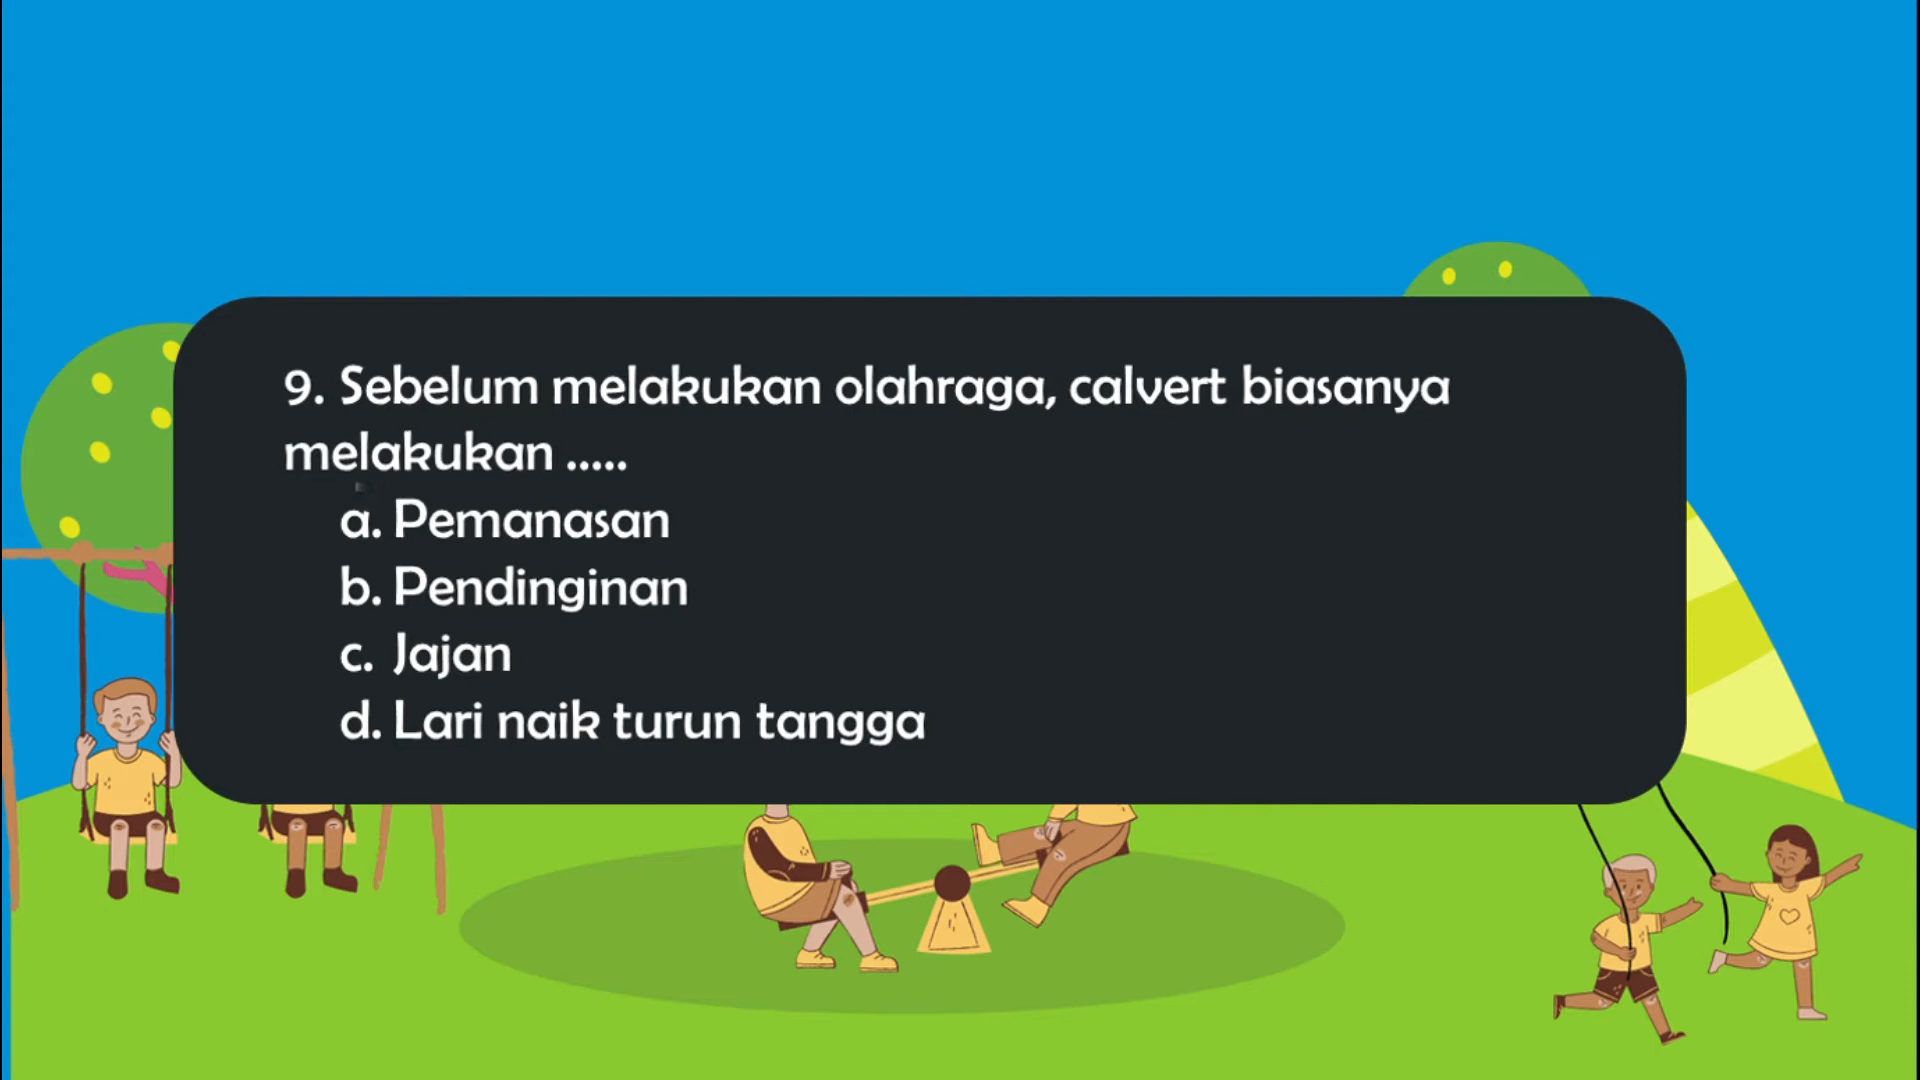 9. Sebelum melakukan olahraga, calvert biasanya
melakukan .....
a. Pemanasan
b. Pendinginan
c. Jajan
d. Lari naik turun tangga